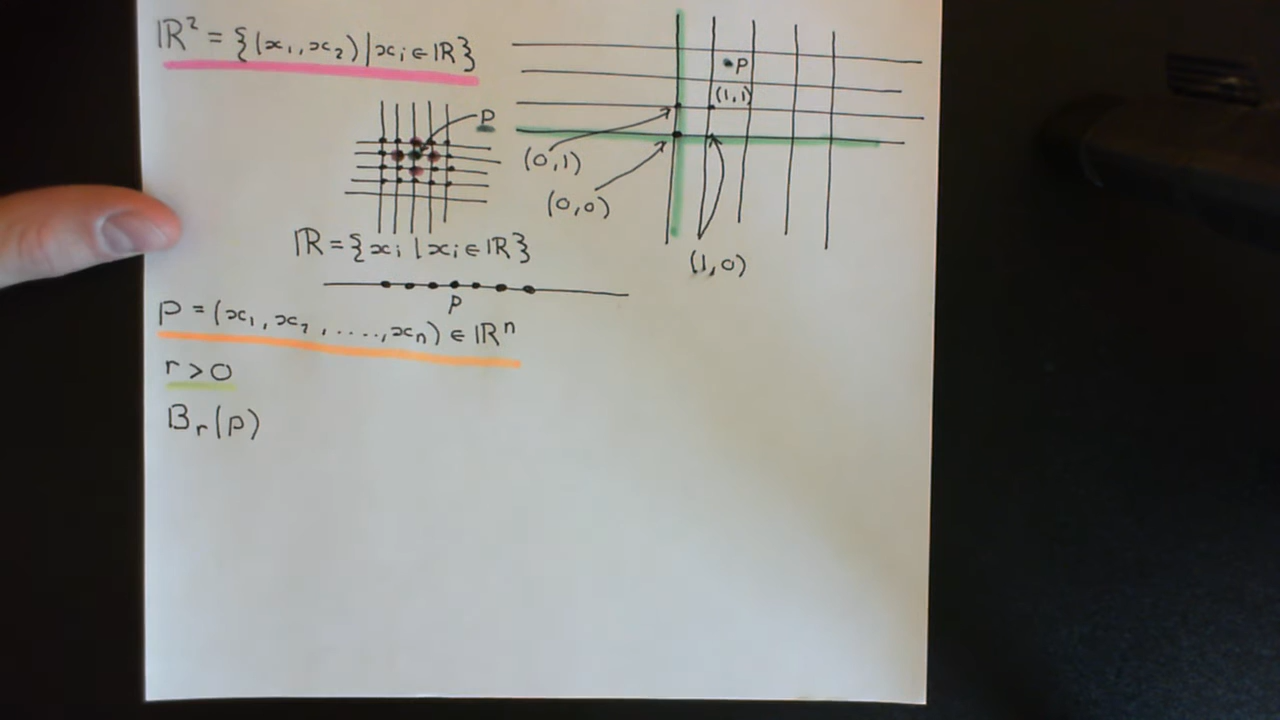 ℝ² = {(x₁, x₂) | xᵢ ∈ ℝ}
P
(1,1)
P
(0,1)
(0,0)
(1,0)
ℝ = {xᵢ | xᵢ ∈ ℝ}
P
P = (x₁, x₂, ....., xₙ) ∈ ℝⁿ
r > 0
Bᵣ(P)